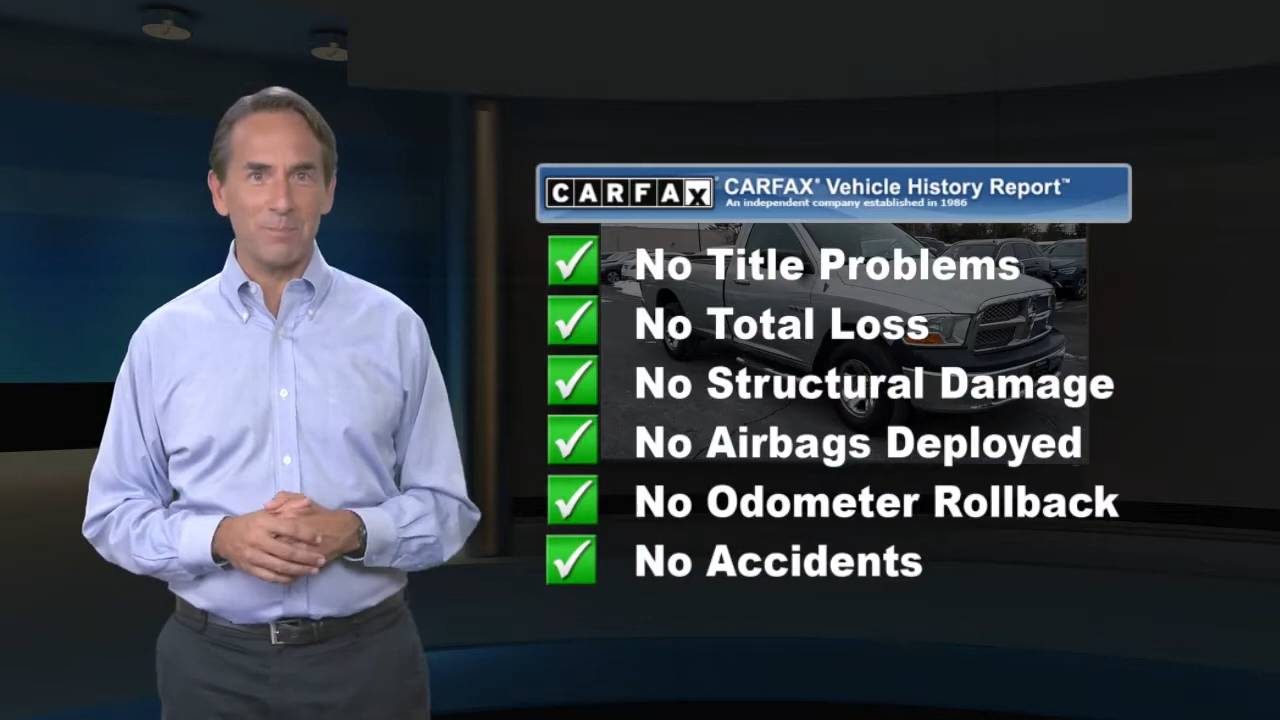 CARFAX® CARFAX® Vehicle History Report™
An independent company established in 1986
No Title Problems
No Total Loss
No Structural Damage
No Airbags Deployed
No Odometer Rollback
No Accidents